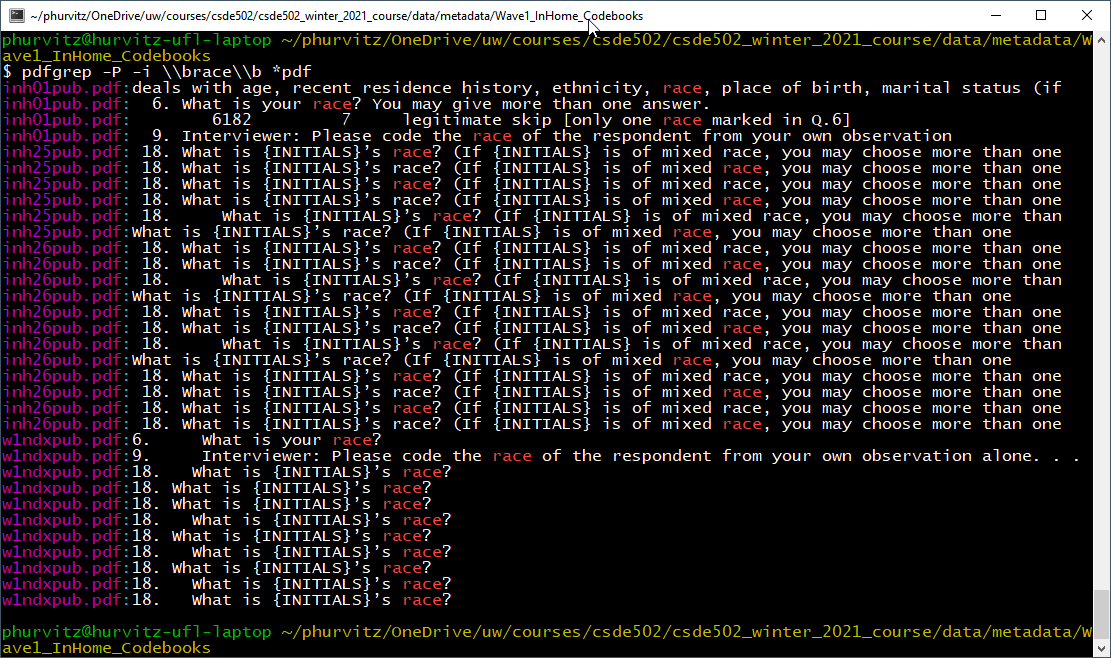 ~/phurvitz/OneDrive/uw/courses/csde502/csde502_winter_2021_course/data/metadata/Wave1_InHome_Codebooks
phurvitz@hurvitz-ufl-laptop ~/phurvitz/OneDrive/uw/courses/csde502/csde502_winter_2021_course/data/metadata/W
ave1_InHome_Codebooks
$ pdfgrep -P -i \\brace\\b *pdf
inh01pub.pdf:deals with age, recent residence history, ethnicity, race, place of birth, marital status (if
inh01pub.pdf:  6. What is your race? You may give more than one answer.
inh01pub.pdf:        6182         7     legitimate skip [only one race marked in Q.6]
inh01pub.pdf:  9. Interviewer: Please code the race of the respondent from your own observation
inh25pub.pdf: 18. What is {INITIALS}’s race? (If {INITIALS} is of mixed race, you may choose more than one
inh25pub.pdf: 18. What is {INITIALS}’s race? (If {INITIALS} is of mixed race, you may choose more than one
inh25pub.pdf: 18. What is {INITIALS}’s race? (If {INITIALS} is of mixed race, you may choose more than one
inh25pub.pdf: 18. What is {INITIALS}’s race? (If {INITIALS} is of mixed race, you may choose more than one
inh25pub.pdf: 18.     What is {INITIALS}’s race? (If {INITIALS} is of mixed race, you may choose more than
inh25pub.pdf:What is {INITIALS}’s race? (If {INITIALS} is of mixed race, you may choose more than one
inh26pub.pdf: 18. What is {INITIALS}’s race? (If {INITIALS} is of mixed race, you may choose more than one
inh26pub.pdf: 18. What is {INITIALS}’s race? (If {INITIALS} is of mixed race, you may choose more than one
inh26pub.pdf: 18.     What is {INITIALS}’s race? (If {INITIALS} is of mixed race, you may choose more than
inh26pub.pdf:What is {INITIALS}’s race? (If {INITIALS} is of mixed race, you may choose more than one
inh26pub.pdf: 18. What is {INITIALS}’s race? (If {INITIALS} is of mixed race, you may choose more than one
inh26pub.pdf: 18. What is {INITIALS}’s race? (If {INITIALS} is of mixed race, you may choose more than one
inh26pub.pdf: 18.     What is {INITIALS}’s race? (If {INITIALS} is of mixed race, you may choose more than
inh26pub.pdf:What is {INITIALS}’s race? (If {INITIALS} is of mixed race, you may choose more than one
inh26pub.pdf: 18. What is {INITIALS}’s race? (If {INITIALS} is of mixed race, you may choose more than one
inh26pub.pdf: 18. What is {INITIALS}’s race? (If {INITIALS} is of mixed race, you may choose more than one
inh26pub.pdf: 18. What is {INITIALS}’s race? (If {INITIALS} is of mixed race, you may choose more than one
inh26pub.pdf: 18. What is {INITIALS}’s race? (If {INITIALS} is of mixed race, you may choose more than one
w1ndxpub.pdf:6.     What is your race?
w1ndxpub.pdf:9.     Interviewer: Please code the race of the respondent from your own observation alone. . .
w1ndxpub.pdf:18.   What is {INITIALS}’s race?
w1ndxpub.pdf:18. What is {INITIALS}’s race?
w1ndxpub.pdf:18. What is {INITIALS}’s race?
w1ndxpub.pdf:18.   What is {INITIALS}’s race?
w1ndxpub.pdf:18. What is {INITIALS}’s race?
w1ndxpub.pdf:18.   What is {INITIALS}’s race?
w1ndxpub.pdf:18. What is {INITIALS}’s race?
w1ndxpub.pdf:18.   What is {INITIALS}’s race?
w1ndxpub.pdf:18.   What is {INITIALS}’s race?
phurvitz@hurvitz-ufl-laptop ~/phurvitz/OneDrive/uw/courses/csde502/csde502_winter_2021_course/data/metadata/W
ave1_InHome_Codebooks